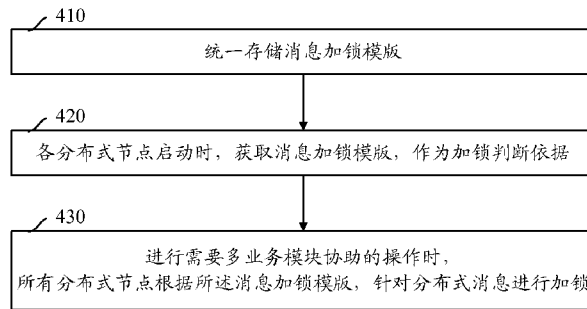 410
统一存储消息加锁模版
420
各分布式节点启动时，获取消息加锁模版，作为加锁判断依据
430
进行需要多业务模块协助的操作时，
所有分布式节点根据所述消息加锁模版，针对分布式消息进行加锁